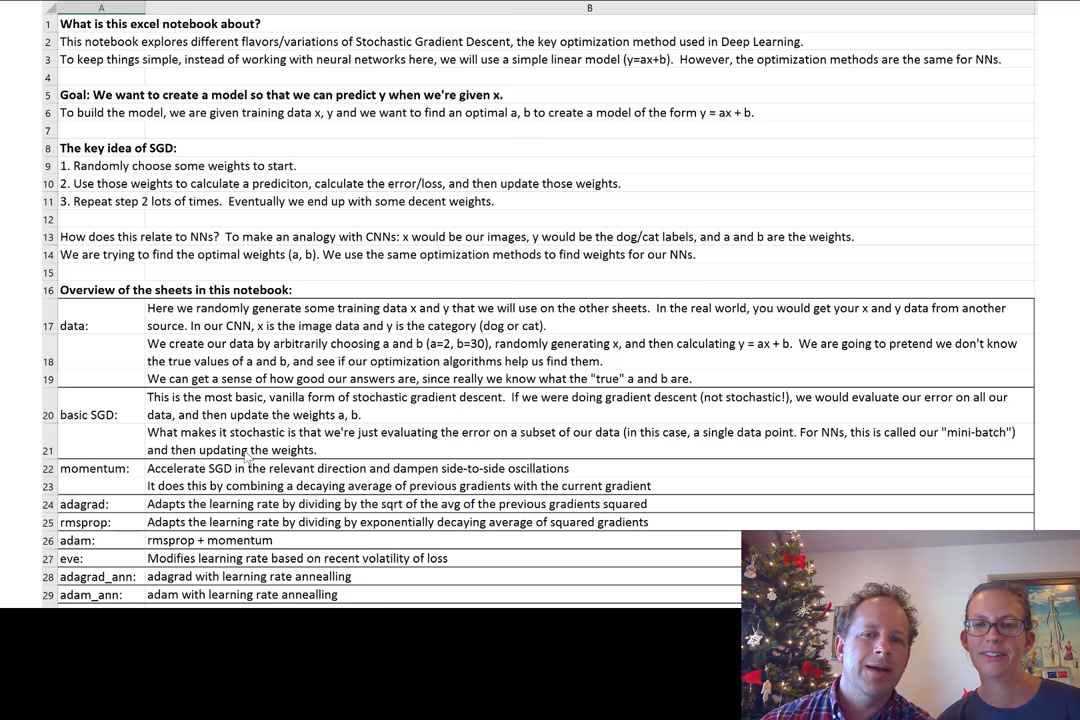 A B
1 What is this excel notebook about?
2 This notebook explores different flavors/variations of Stochastic Gradient Descent, the key optimization method used in Deep Learning.
3 To keep things simple, instead of working with neural networks here, we will use a simple linear model (y=ax+b). However, the optimization methods are the same for NNs.
4
5 Goal: We want to create a model so that we can predict y when we're given x.
6 To build the model, we are given training data x, y and we want to find an optimal a, b to create a model of the form y = ax + b.
7
8 The key idea of SGD:
9 1. Randomly choose some weights to start.
10 2. Use those weights to calculate a prediciton, calculate the error/loss, and then update those weights.
11 3. Repeat step 2 lots of times. Eventually we end up with some decent weights.
12
13 How does this relate to NNs? To make an analogy with CNNs: x would be our images, y would be the dog/cat labels, and a and b are the weights.
14 We are trying to find the optimal weights (a, b). We use the same optimization methods to find weights for our NNs.
15
16 Overview of the sheets in this notebook:
Here we randomly generate some training data x and y that we will use on the other sheets. In the real world, you would get your x and y data from another
17 data: source. In our CNN, x is the image data and y is the category (dog or cat).
We create our data by arbitrarily choosing a and b (a=2, b=30), randomly generating x, and then calculating y = ax + b. We are going to pretend we don't know
18 the true values of a and b, and see if our optimization algorithms help us find them.
19 We can get a sense of how good our answers are, since really we know what the "true" a and b are.
This is the most basic, vanilla form of stochastic gradient descent. If we were doing gradient descent (not stochastic!), we would evaluate our error on all our
20 basic SGD: data, and then update the weights a, b.
What makes it stochastic is that we're just evaluating the error on a subset of our data (in this case, a single data point. For NNs, this is called our "mini-batch")
21 and then updating the weights.
22 momentum: Accelerate SGD in the relevant direction and dampen side-to-side oscillations
23 It does this by combining a decaying average of previous gradients with the current gradient
24 adagrad: Adapts the learning rate by dividing by the sqrt of the avg of the previous gradients squared
25 rmsprop: Adapts the learning rate by dividing by exponentially decaying average of squared gradients
26 adam: rmsprop + momentum
27 eve: Modifies learning rate based on recent volatility of loss
28 adagrad_ann: adagrad with learning rate annealling
29 adam_ann: adam with learning rate annealling